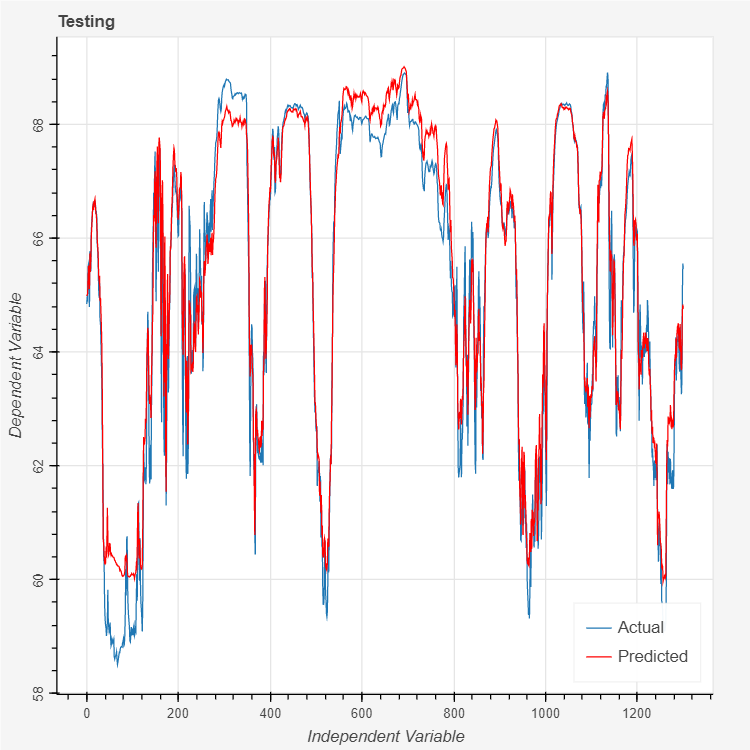 Testing
Dependent Variable
68
66
64
62
60
58
0 200 400 600 800 1000 1200
Independent Variable
Actual
Predicted